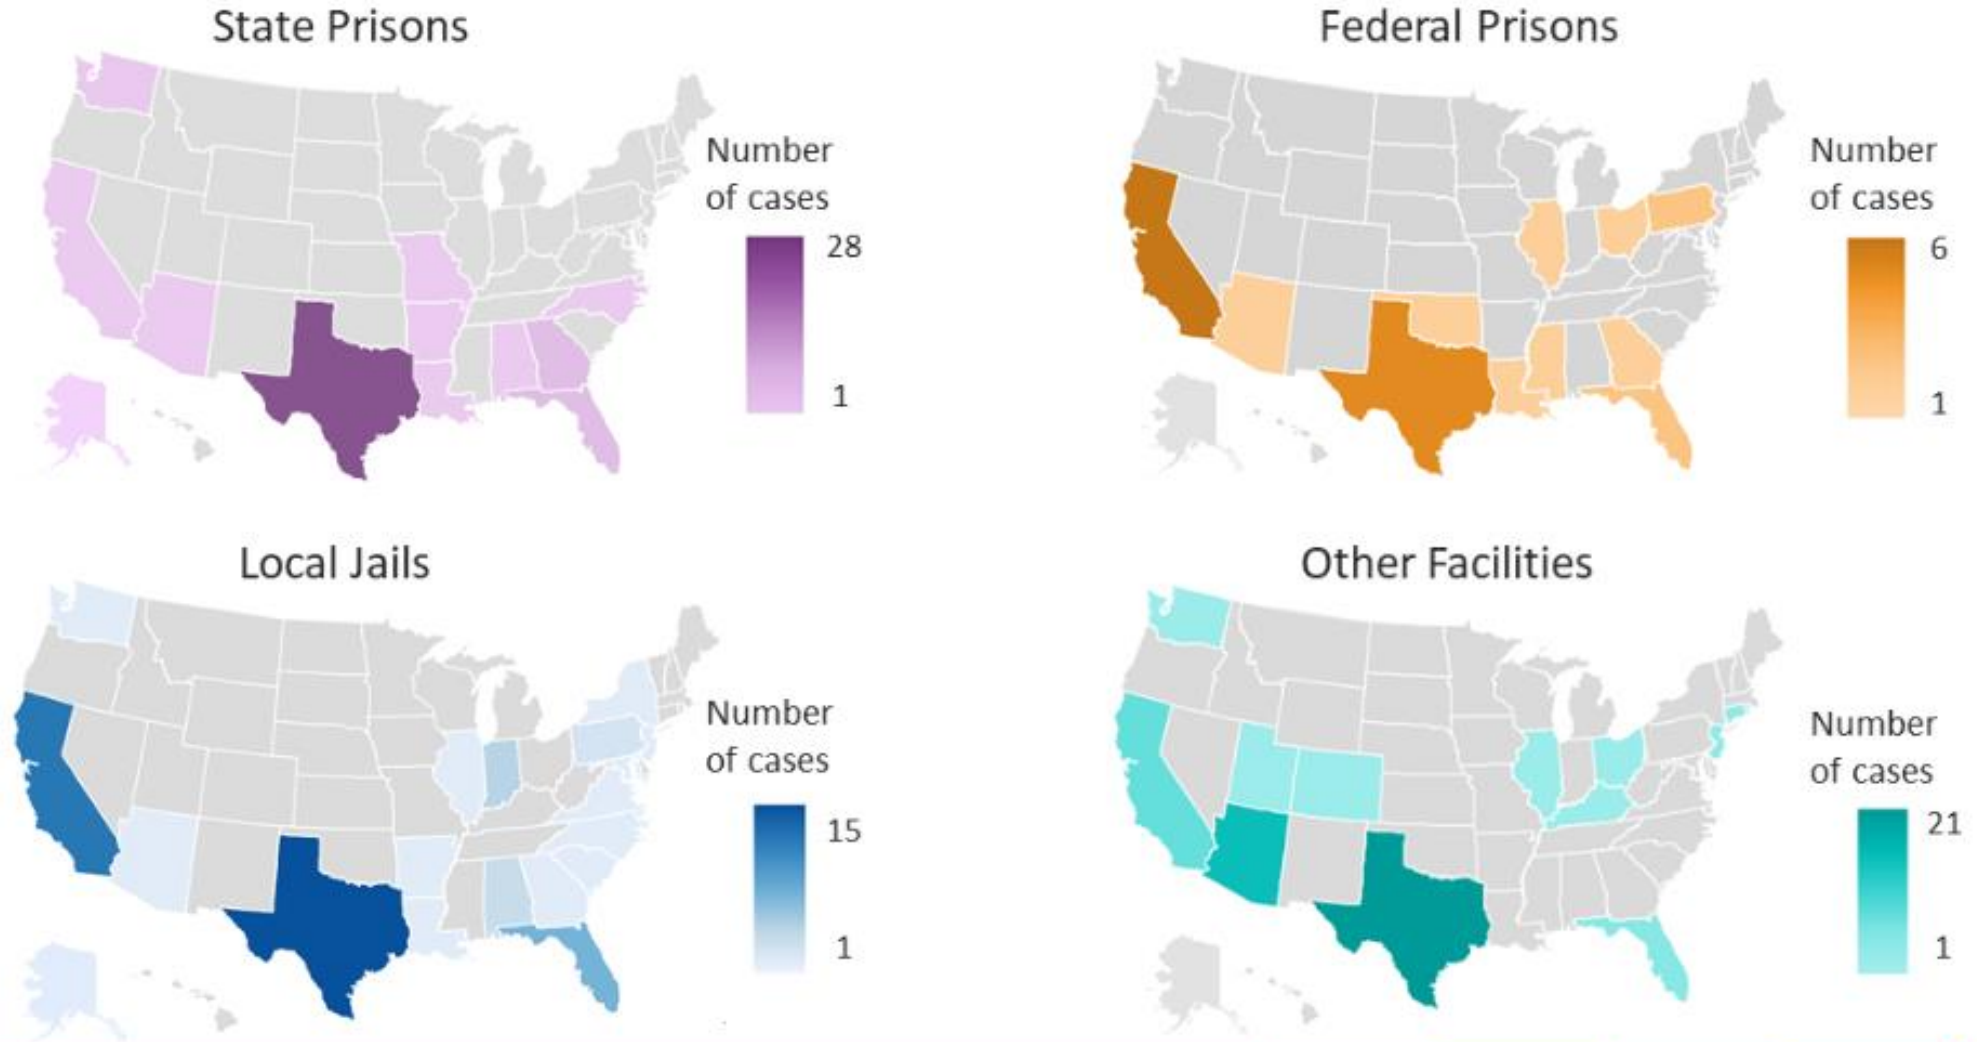 State Prisons
Number
of cases
28
1
Federal Prisons
Number
of cases
6
1
Local Jails
Number
of cases
15
1
Other Facilities
Number
of cases
21
1